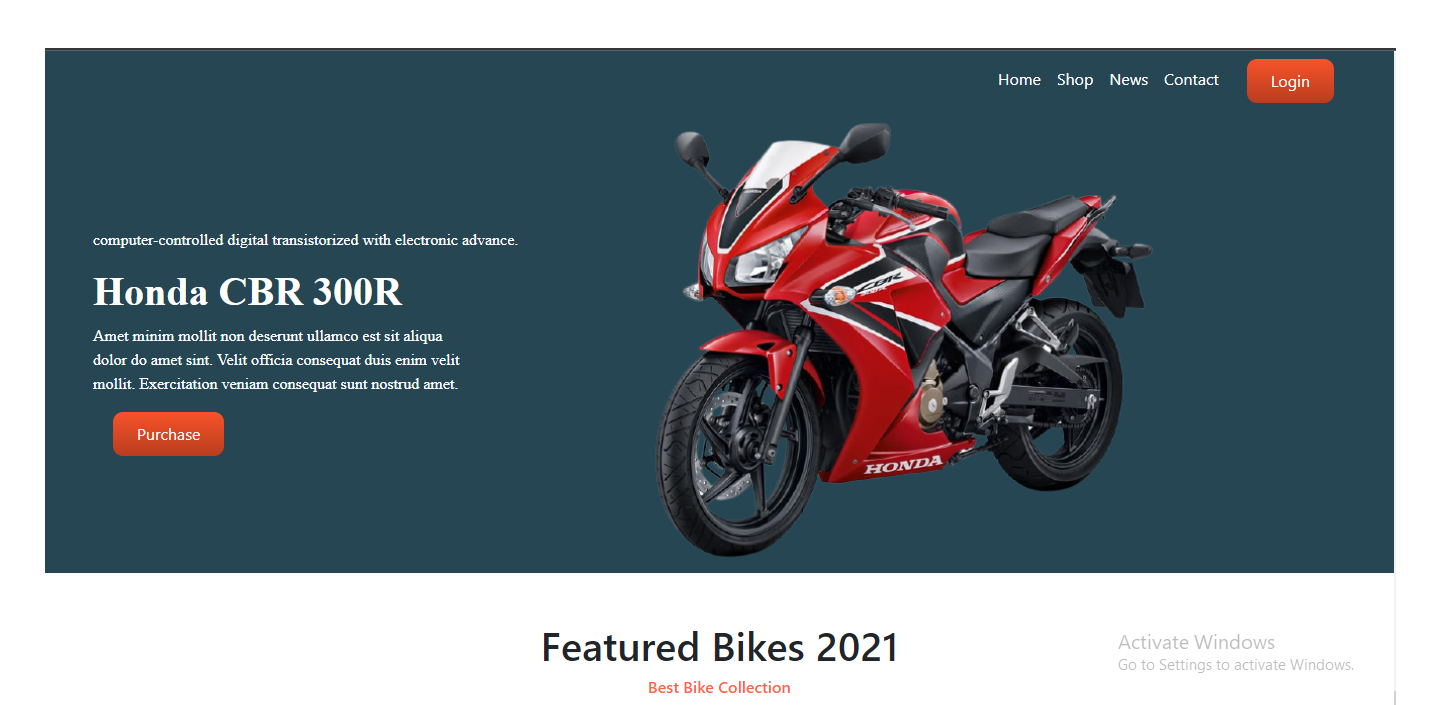 Home Shop News Contact Login
computer-controlled digital transistorized with electronic advance.
Honda CBR 300R
Amet minim mollit non deserunt ullamco est sit aliqua
dolor do amet sint. Velit officia consequat duis enim velit
mollit. Exercitation veniam consequat sunt nostrud amet.
Purchase
CBR
HONDA
Featured Bikes 2021
Best Bike Collection
Activate Windows
Go to Settings to activate Windows.